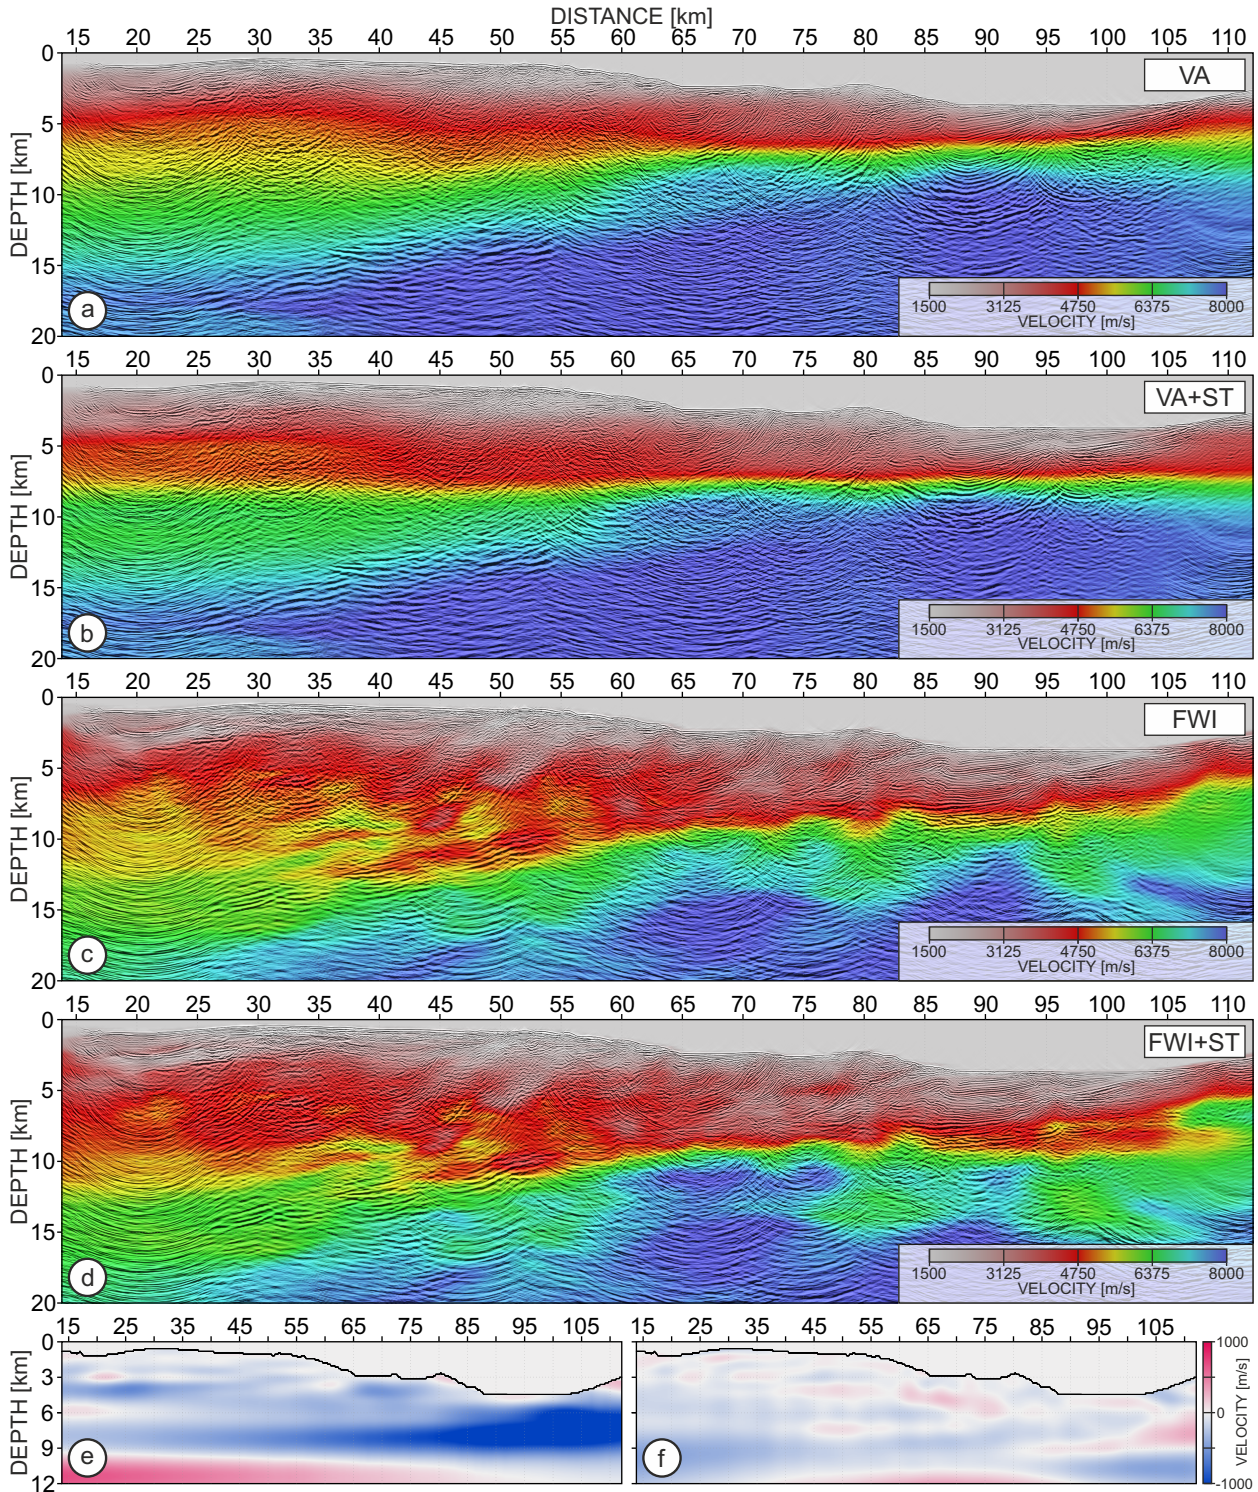 DISTANCE [km]
15 20 25 30 35 40 45 50 55 60 65 70 75 80 85 90 95 100 105 110
0
5
10
15
20
DEPTH [km]
VA
a
1500 3125 4750 6375 8000
VELOCITY [m/s]
15 20 25 30 35 40 45 50 55 60 65 70 75 80 85 90 95 100 105 110
0
5
10
15
20
DEPTH [km]
VA+ST
b
1500 3125 4750 6375 8000
VELOCITY [m/s]
15 20 25 30 35 40 45 50 55 60 65 70 75 80 85 90 95 100 105 110
0
5
10
15
20
DEPTH [km]
FWI
c
1500 3125 4750 6375 8000
VELOCITY [m/s]
15 20 25 30 35 40 45 50 55 60 65 70 75 80 85 90 95 100 105 110
0
5
10
15
20
DEPTH [km]
FWI+ST
d
1500 3125 4750 6375 8000
VELOCITY [m/s]
15 25 35 45 55 65 75 85 95 105
0
3
6
9
12
DEPTH [km]
e
15 25 35 45 55 65 75 85 95 105
f
1000
0
-1000
VELOCITY [m/s]